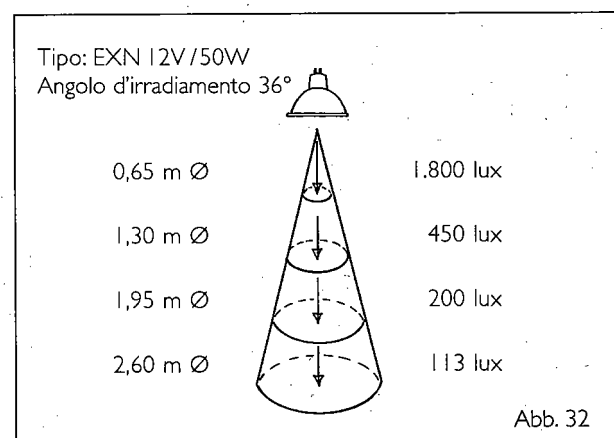 Tipo: EXN 12V/50W
Angolo d'irradiamento 36°
0,65 m Ø 1.800 lux
1,30 m Ø 450 lux
1,95 m Ø 200 lux
2,60 m Ø 113 lux
Abb. 32